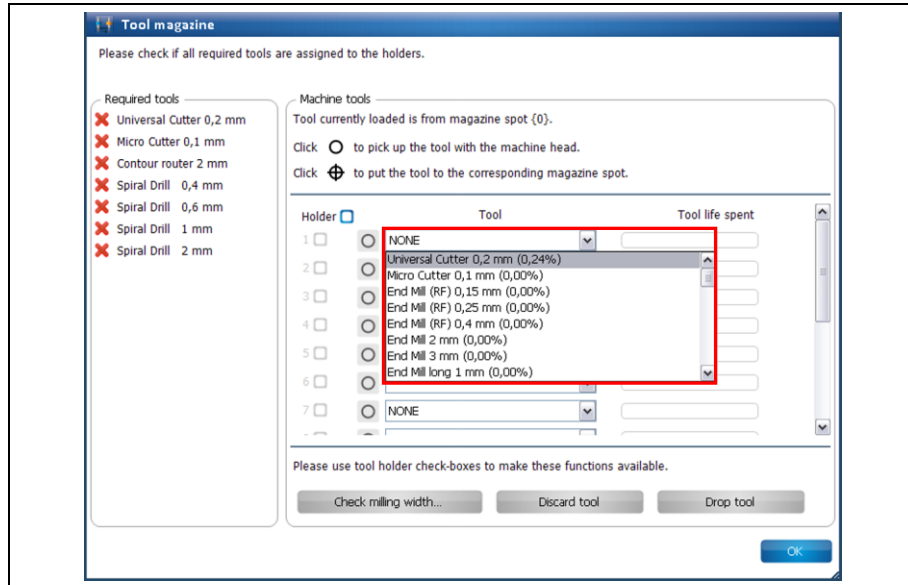 Tool magazine
Please check if all required tools are assigned to the holders.
Required tools
Universal Cutter 0,2 mm
Micro Cutter 0,1 mm
Contour router 2 mm
Spiral Drill 0,4 mm
Spiral Drill 0,6 mm
Spiral Drill 1 mm
Spiral Drill 2 mm
Machine tools
Tool currently loaded is from magazine spot {0}.
Click to pick up the tool with the machine head.
Click to put the tool to the corresponding magazine spot.
Holder Tool Tool life spent
1 NONE
Universal Cutter 0,2 mm (0,24%)
2 Micro Cutter 0,1 mm (0,00%)
3 End Mill (RF) 0,15 mm (0,00%)
End Mill (RF) 0,25 mm (0,00%)
4 End Mill (RF) 0,4 mm (0,00%)
End Mill 2 mm (0,00%)
5 End Mill 3 mm (0,00%)
End Mill long 1 mm (0,00%)
6
7 NONE
Please use tool holder check-boxes to make these functions available.
Check milling width... Discard tool Drop tool
OK